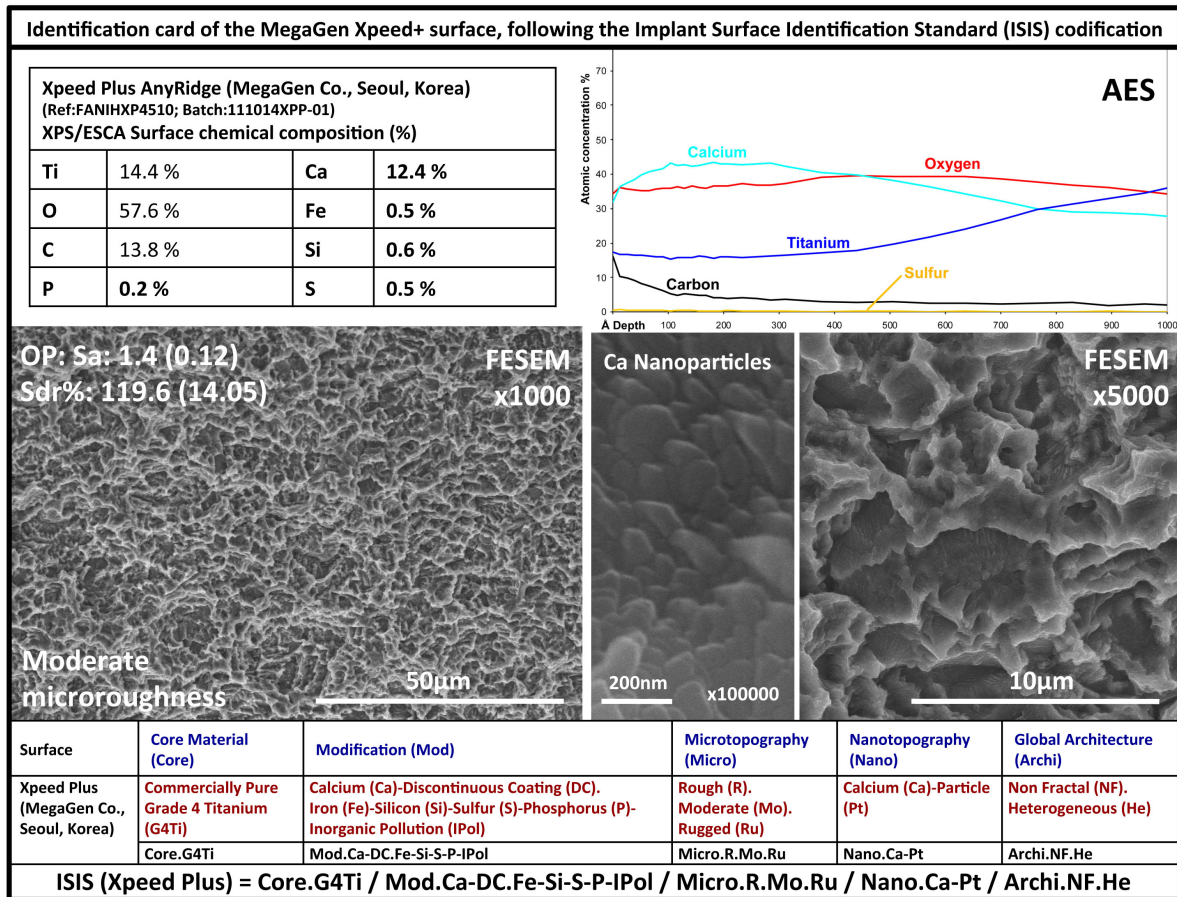 Identification card of the MegaGen Xpeed+ surface, following the Implant Surface Identification Standard (ISIS) codification
Xpeed Plus AnyRidge (MegaGen Co., Seoul, Korea)
(Ref:FANIHXP4510; Batch:111014XPP-01)
XPS/ESCA Surface chemical composition (%)
Ti 14.4 % Ca 12.4 %
O 57.6 % Fe 0.5 %
C 13.8 % Si 0.6 %
P 0.2 % S 0.5 %
AES
Atomic concentration %
70
60
50
40
30
20
10
0
Calcium
Oxygen
Titanium
Sulfur
Carbon
Å Depth 100 200 300 400 500 600 700 800 900 1000
OP: Sa: 1.4 (0.12)
Sdr%: 119.6 (14.05)
FESEM
x1000
Moderate
microroughness
50µm
Ca Nanoparticles
200nm
x100000
FESEM
x5000
10µm
Surface
Core Material
(Core)
Modification (Mod)
Microtopography
(Micro)
Nanotopography
(Nano)
Global Architecture
(Archi)
Xpeed Plus
(MegaGen Co.,
Seoul, Korea)
Commercially Pure
Grade 4 Titanium
(G4Ti)
Calcium (Ca)-Discontinuous Coating (DC).
Iron (Fe)-Silicon (Si)-Sulfur (S)-Phosphorus (P)-
Inorganic Pollution (IPol)
Rough (R).
Moderate (Mo).
Rugged (Ru)
Calcium (Ca)-Particle
(Pt)
Non Fractal (NF).
Heterogeneous (He)
Core.G4Ti
Mod.Ca-DC.Fe-Si-S-P-IPol
Micro.R.Mo.Ru
Nano.Ca-Pt
Archi.NF.He
ISIS (Xpeed Plus) = Core.G4Ti / Mod.Ca-DC.Fe-Si-S-P-IPol / Micro.R.Mo.Ru / Nano.Ca-Pt / Archi.NF.He